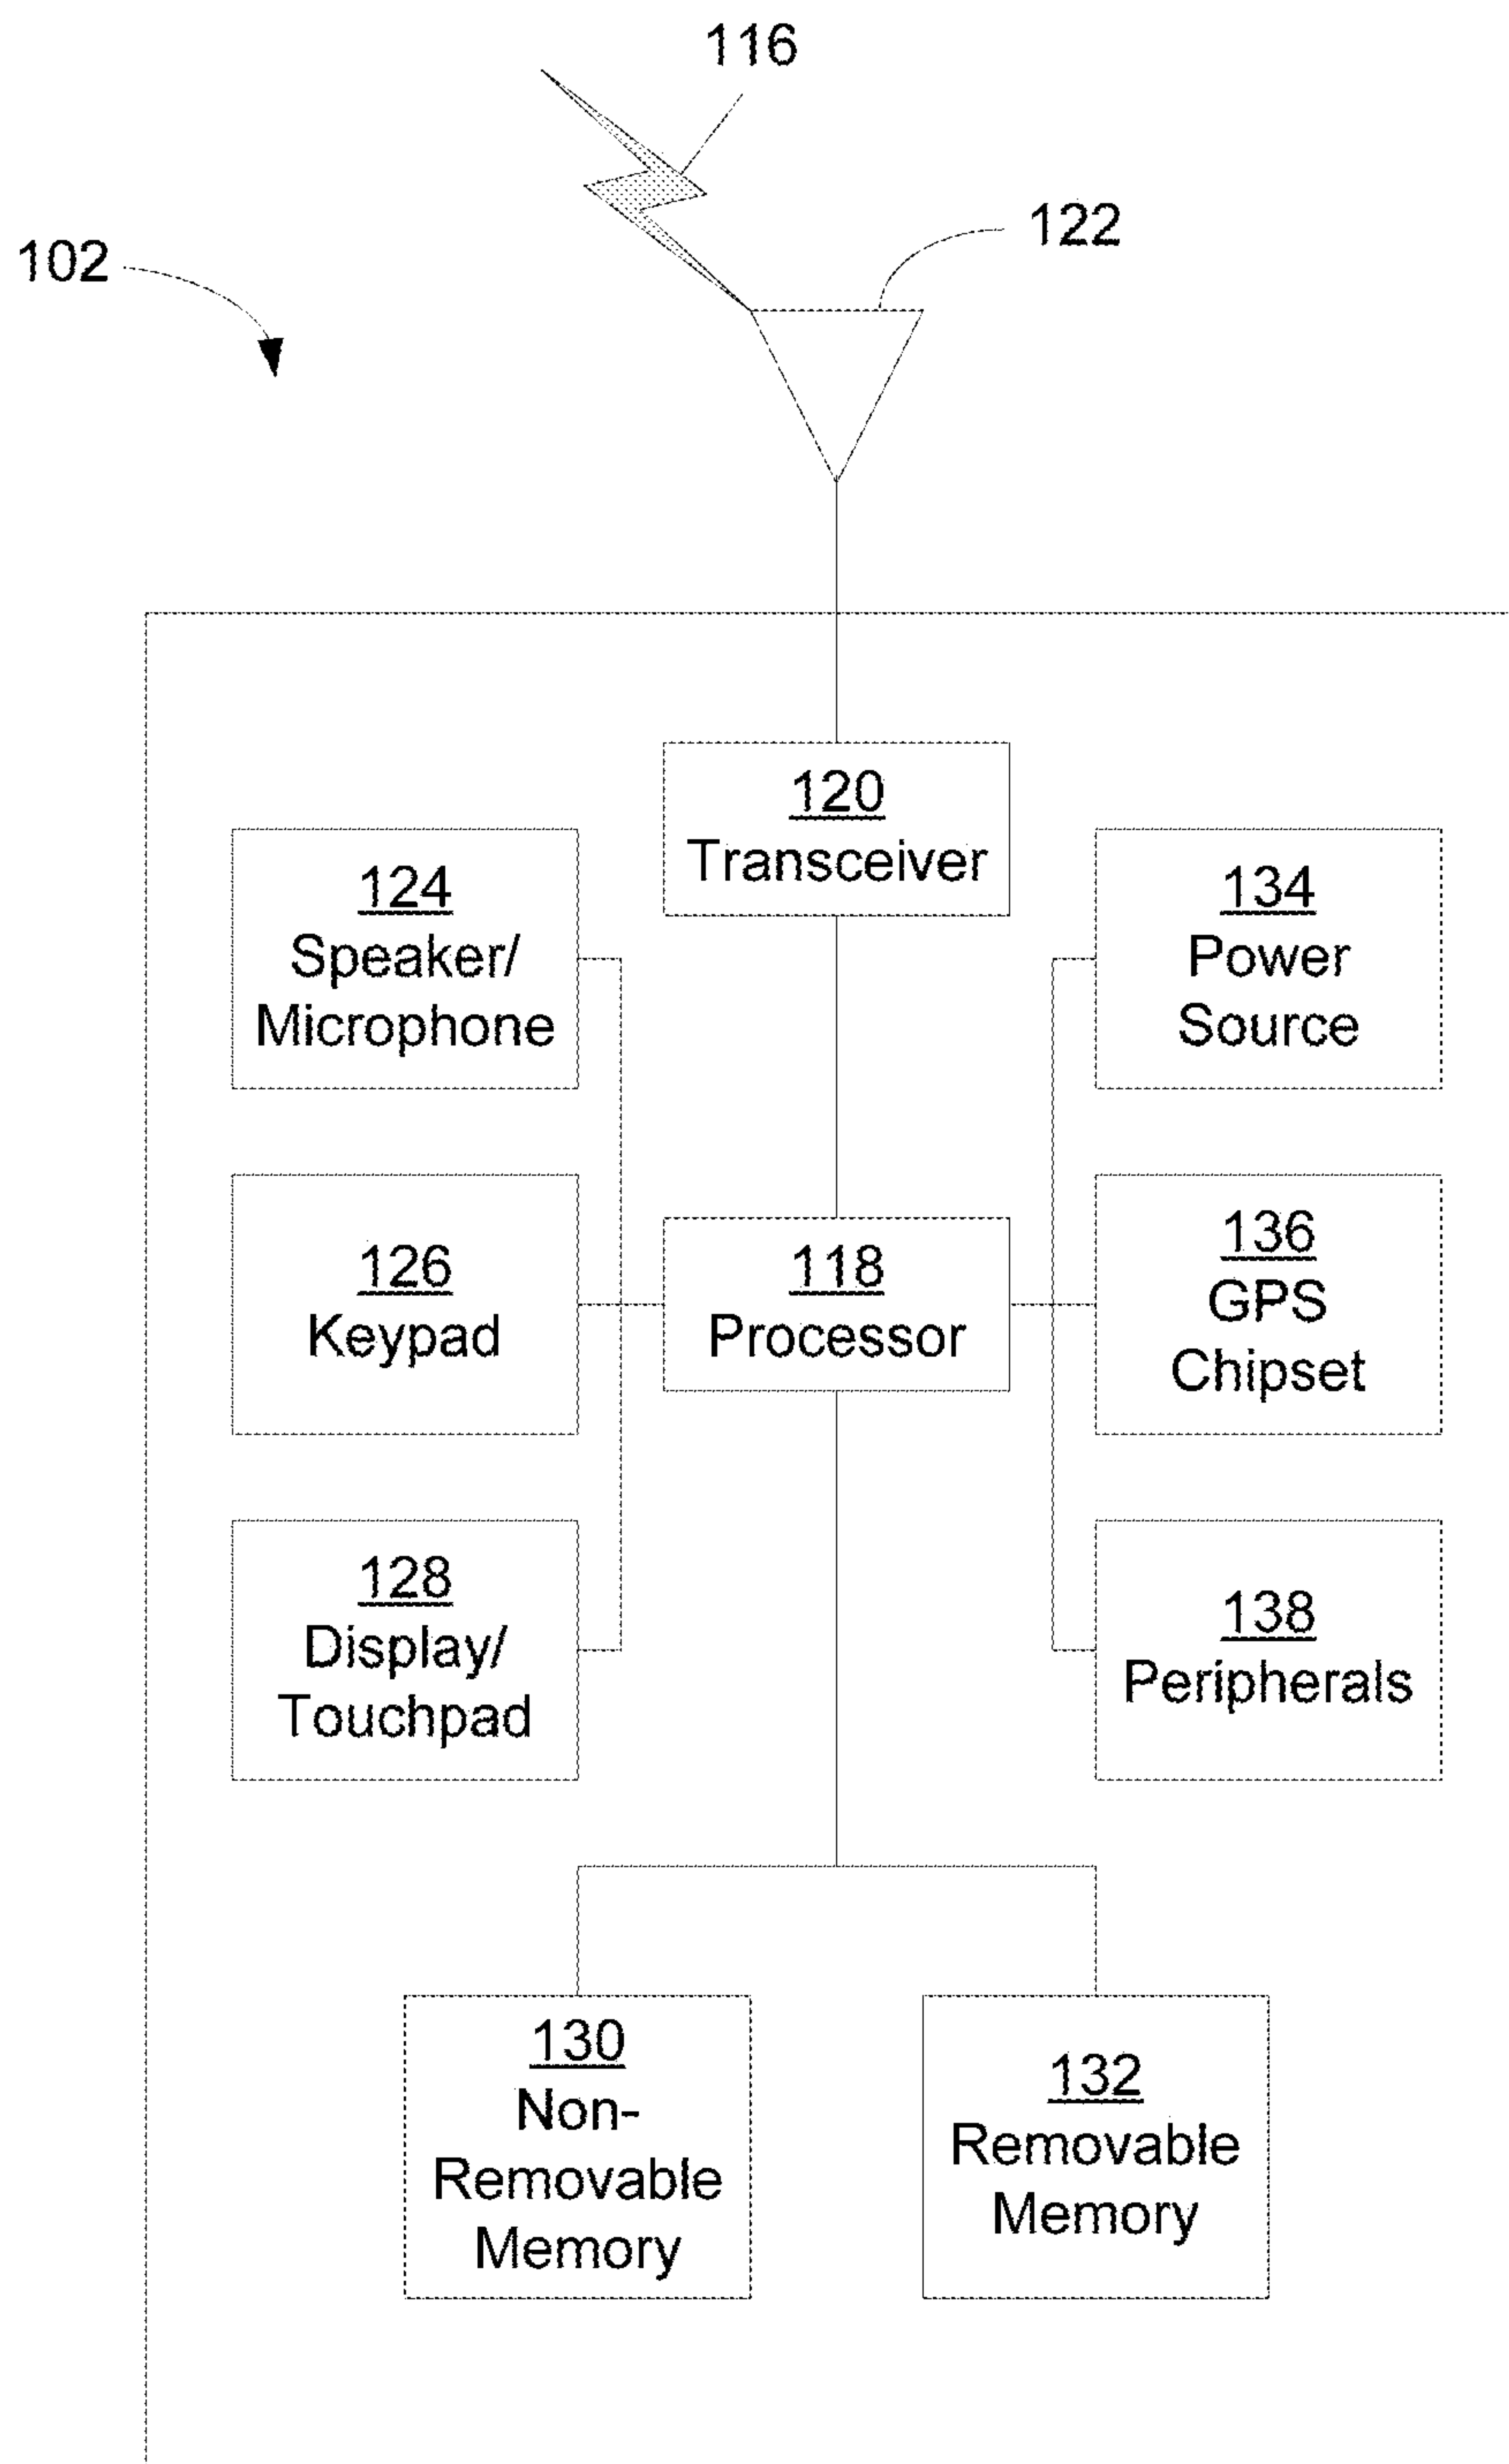 116
122
102
120
Transceiver
124
Speaker/
Microphone
134
Power
Source
126
Keypad
118
Processor
136
GPS
Chipset
128
Display/
Touchpad
138
Peripherals
130
Non-
Removable
Memory
132
Removable
Memory